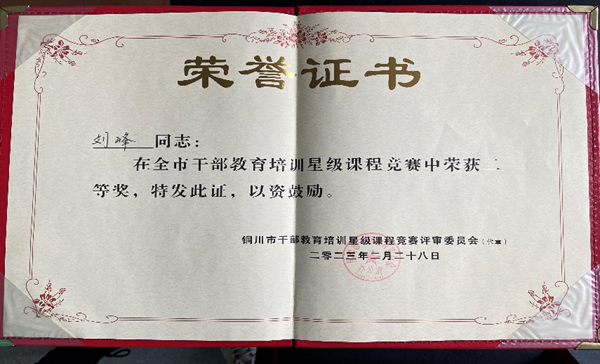 荣誉证书
刘峰 同志：
在全市干部教育培训星级课程竞赛中荣获二
等奖，特发此证，以资鼓励。
铜川市干部教育培训星级课程竞赛评审委员会（代章）
二〇二三年二月二十八日